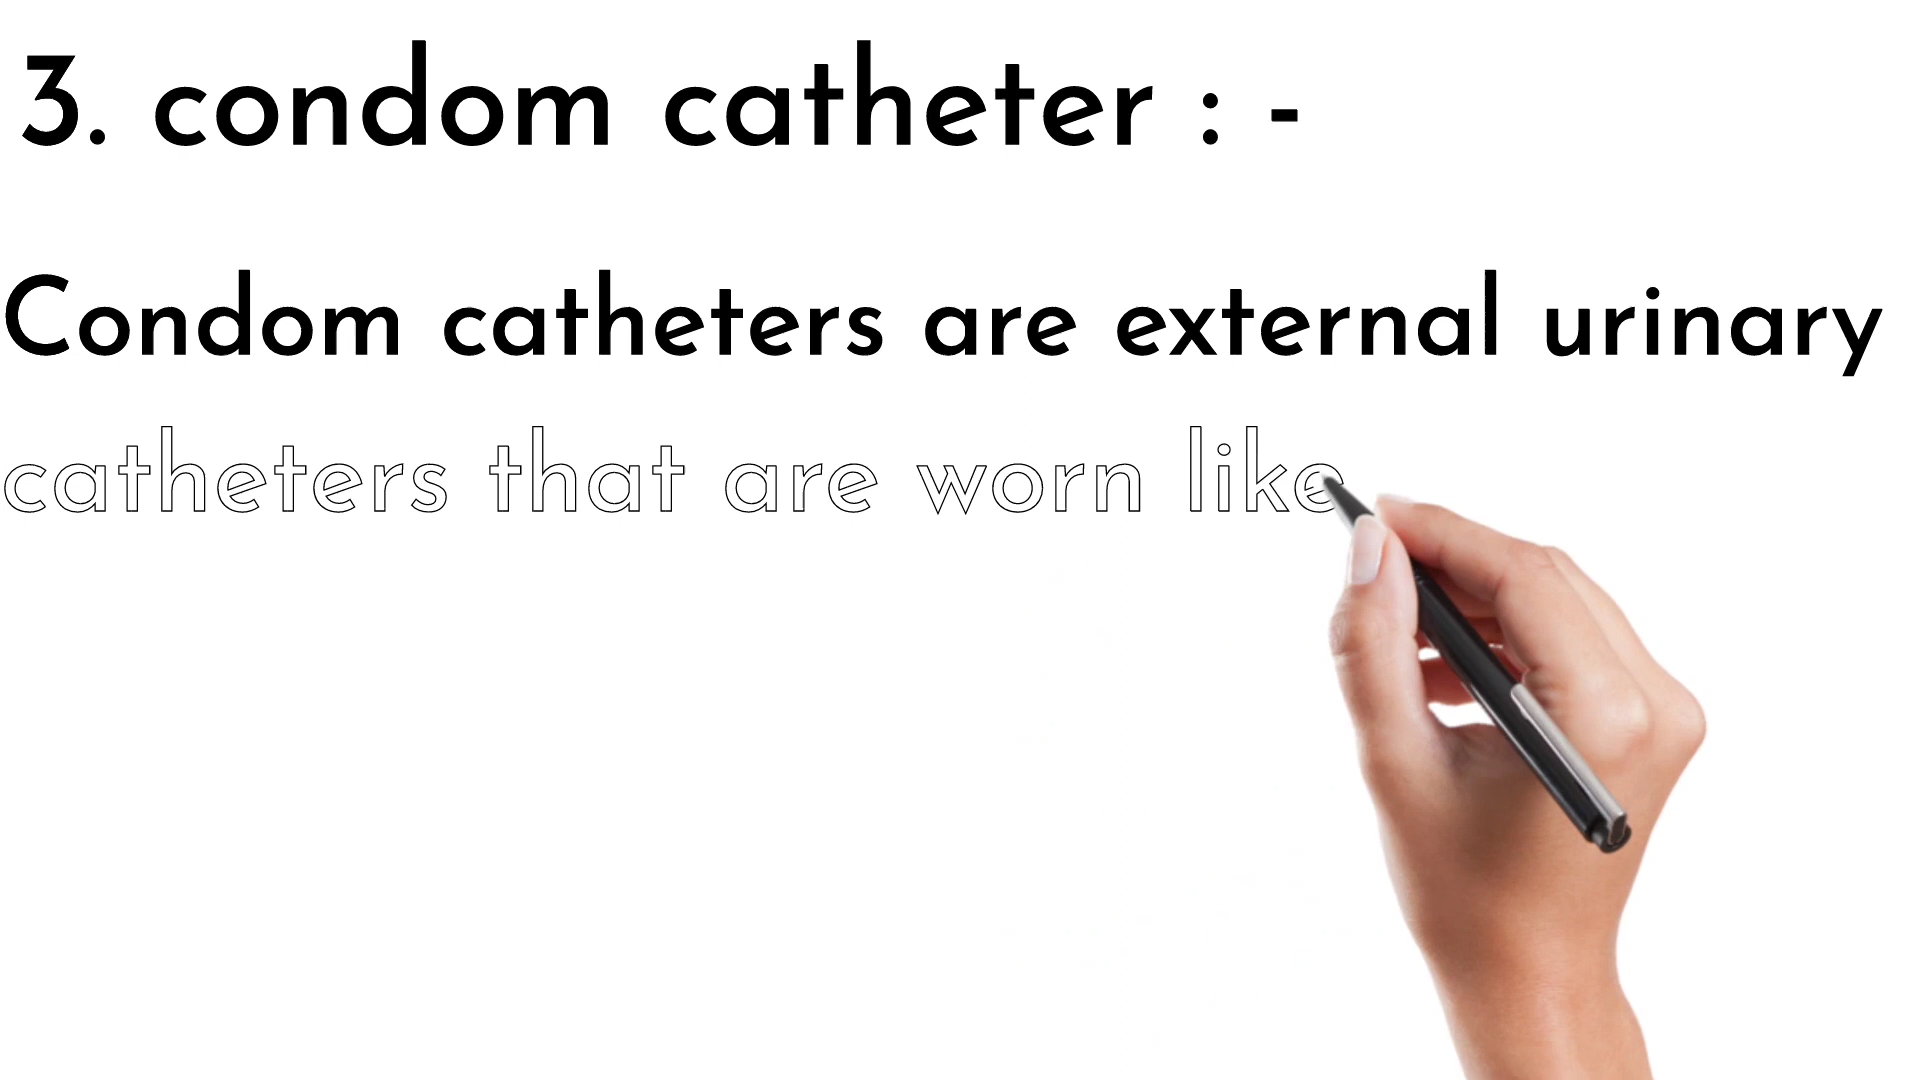 3. condom catheter : -
Condom catheters are external urinary
catheters that are worn like